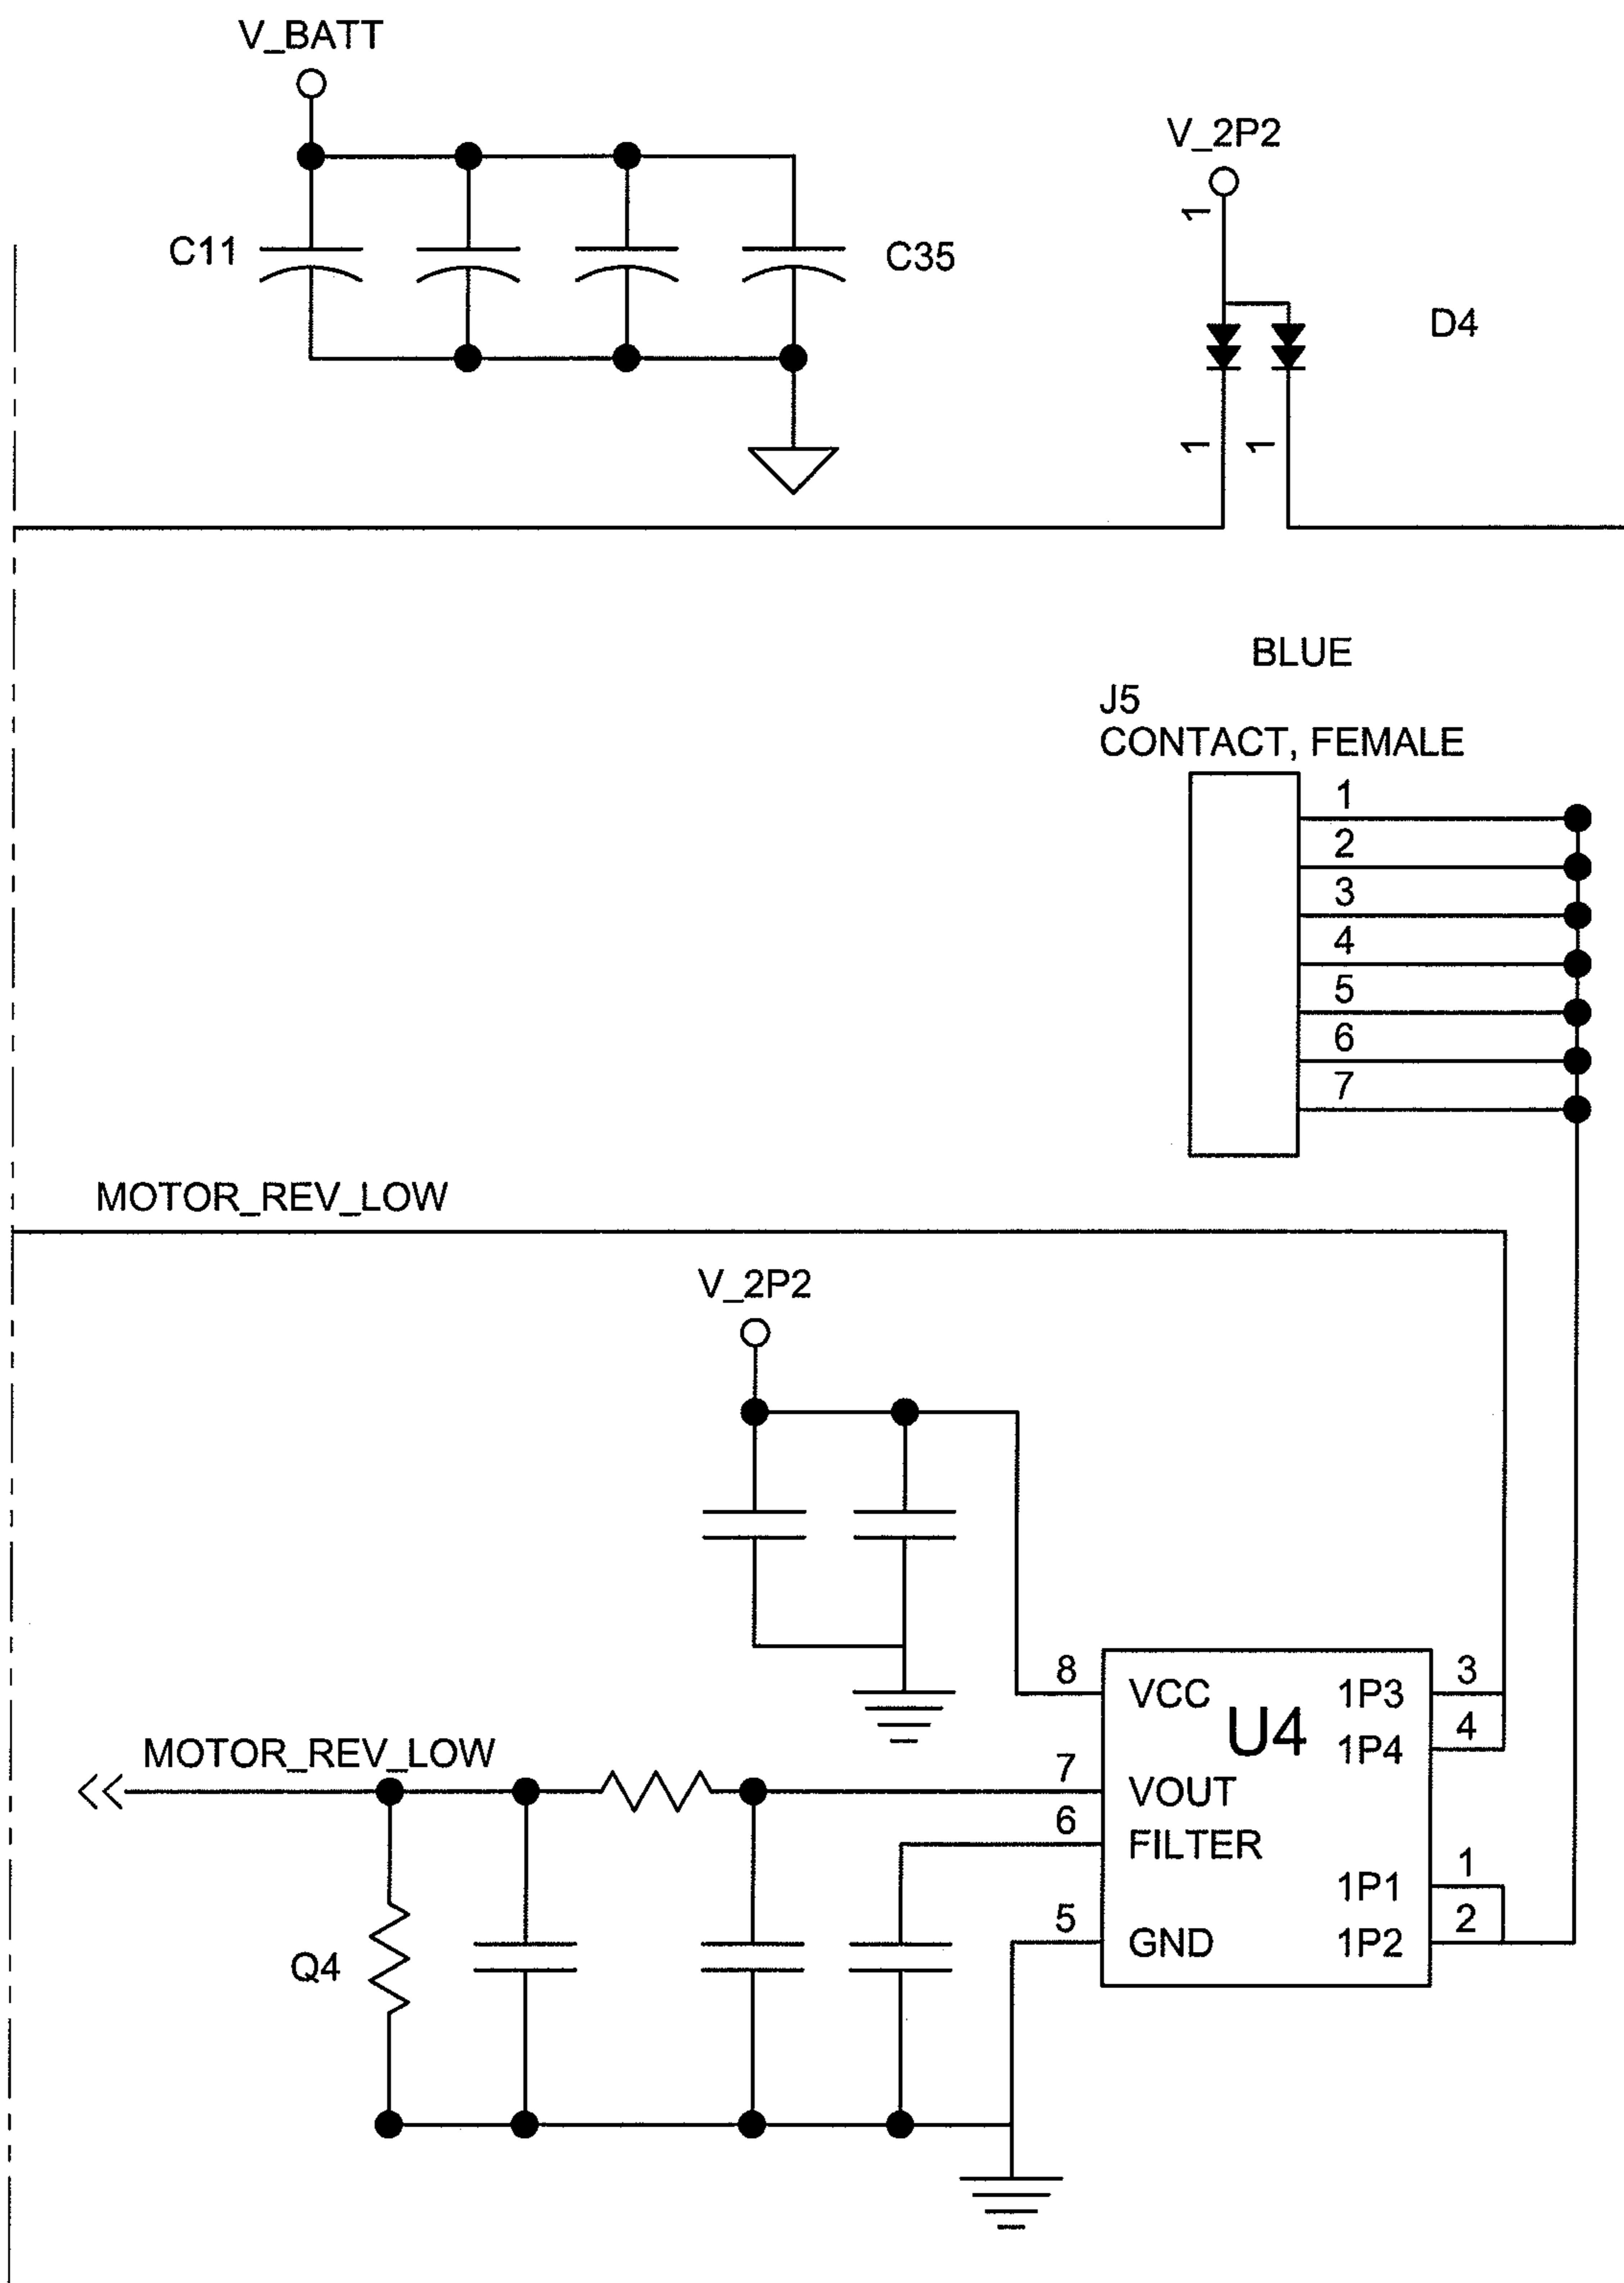 V_BATT
V_2P2
1
C11
C35
D4
1
1
BLUE
J5
CONTACT, FEMALE
1
2
3
4
5
6
7
MOTOR_REV_LOW
V_2P2
8
VCC
1P3
3
U4
1P4
4
MOTOR_REV_LOW
7
VOUT
6
FILTER
1P1
1
5
GND
1P2
2
Q4